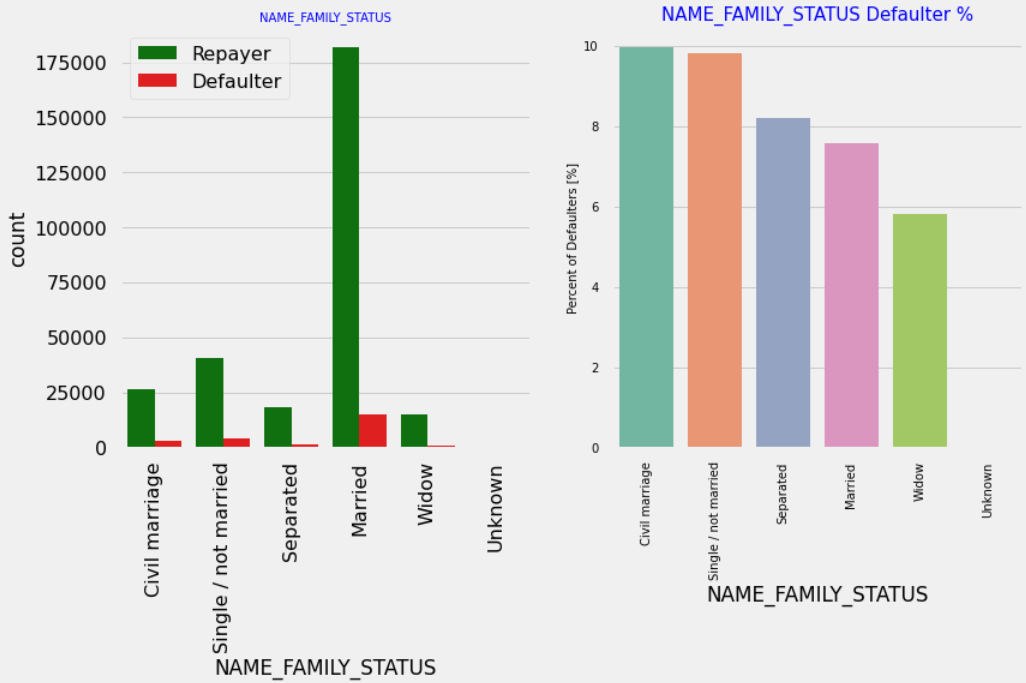 NAME_FAMILY_STATUS
Repayer
Defaulter
175000
150000
125000
100000
75000
50000
25000
0
count
Civil marriage
Single / not married
Separated
Married
Widow
Unknown
NAME_FAMILY_STATUS
NAME_FAMILY_STATUS Defaulter %
10
8
6
4
2
0
Percent of Defaulters [%]
Civil marriage
Single / not married
Separated
Married
Widow
Unknown
NAME_FAMILY_STATUS